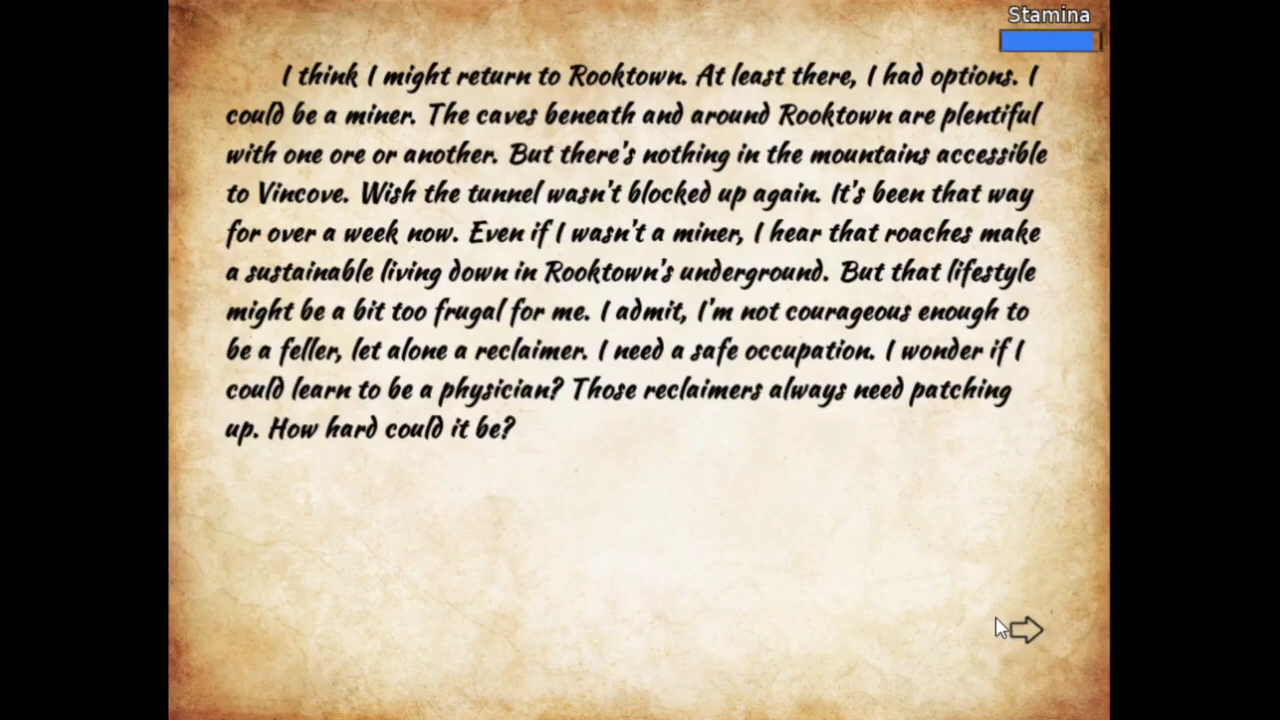 Stamina
I think I might return to Rooktown. At least there, I had options. I
could be a miner. The caves beneath and around Rooktown are plentiful
with one ore or another. But there's nothing in the mountains accessible
to Vincove. Wish the tunnel wasn't blocked up again. It's been that way
for over a week now. Even if I wasn't a miner, I hear that roaches make
a sustainable living down in Rooktown's underground. But that lifestyle
might be a bit too frugal for me. I admit, I'm not courageous enough to
be a feller, let alone a reclaimer. I need a safe occupation. I wonder if I
could learn to be a physician? Those reclaimers always need patching
up. How hard could it be?